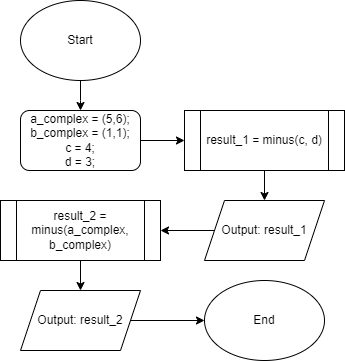 Start
a_complex = (5,6);
b_complex = (1,1);
c = 4;
d = 3;
result_1 = minus(c, d)
Output: result_1
result_2 =
minus(a_complex,
b_complex)
Output: result_2
End